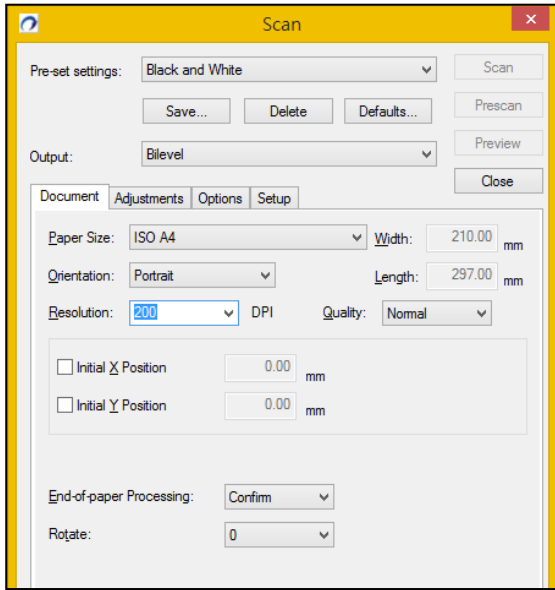 Scan
Pre-set settings: Black and White Scan
Save... Delete Defaults... Prescan
Output: Bilevel Preview
Close
Document Adjustments Options Setup
Paper Size: ISO A4 Width: 210.00 mm
Orientation: Portrait Length: 297.00 mm
Resolution: 200 DPI Quality: Normal
Initial X Position 0.00 mm
Initial Y Position 0.00 mm
End-of-paper Processing: Confirm
Rotate: 0